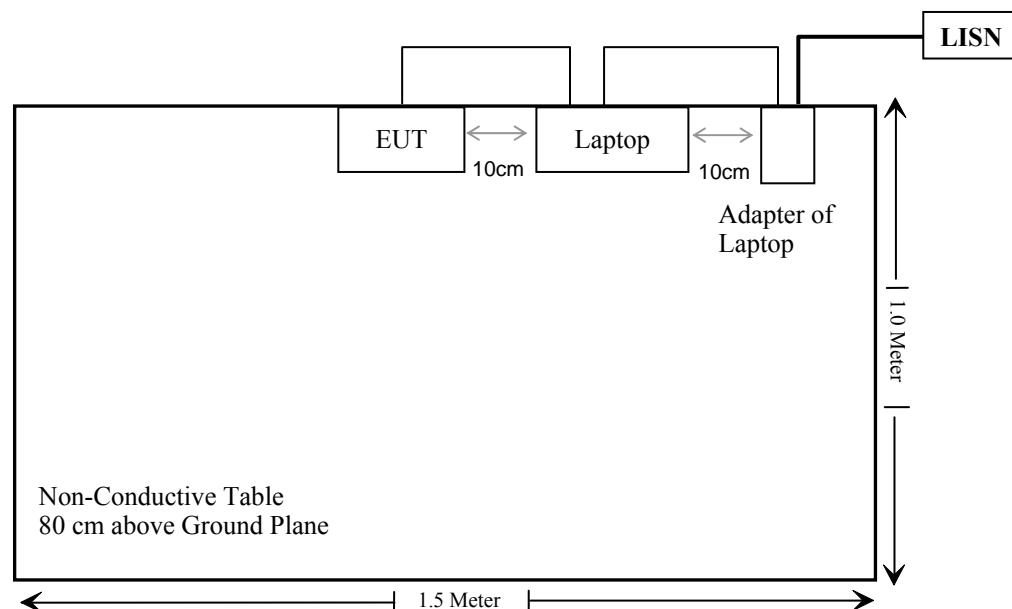 LISN
EUT
Laptop
10cm
10cm
Adapter of
Laptop
1.0 Meter
Non-Conductive Table
80 cm above Ground Plane
1.5 Meter